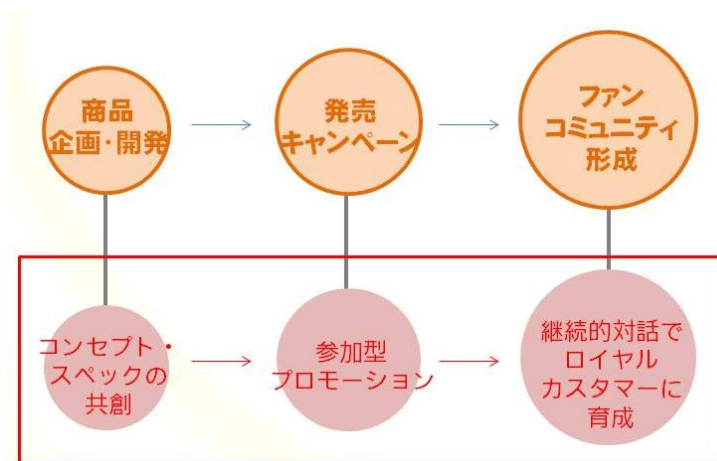 商品
企画・開発
発売
キャンペーン
ファン
コミュニティ
形成
コンセプト・
スペックの
共創
参加型
プロモーション
継続的対話で
ロイヤル
カスタマーに
育成